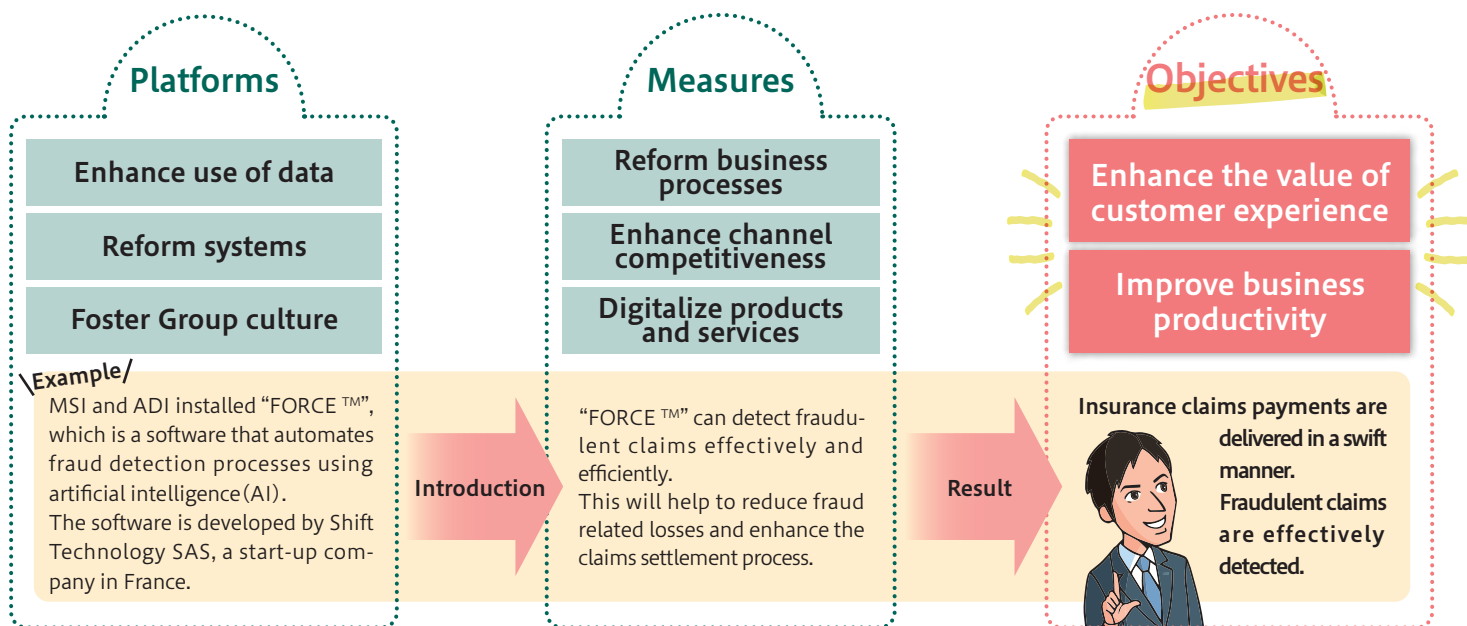 Platforms
Enhance use of data
Reform systems
Foster Group culture
\Example/
MSI and ADI installed “FORCE ™”,
which is a software that automates
fraud detection processes using
artificial intelligence(AI).
The software is developed by Shift
Technology SAS, a start-up com-
pany in France.
Introduction
Measures
Reform business
processes
Enhance channel
competitiveness
Digitalize products
and services
“FORCE ™” can detect fraudu-
lent claims effectively and
efficiently.
This will help to reduce fraud
related losses and enhance the
claims settlement process.
Result
Objectives
Enhance the value of
customer experience
Improve business
productivity
Insurance claims payments are
delivered in a swift
manner.
Fraudulent claims
are effectively
detected.